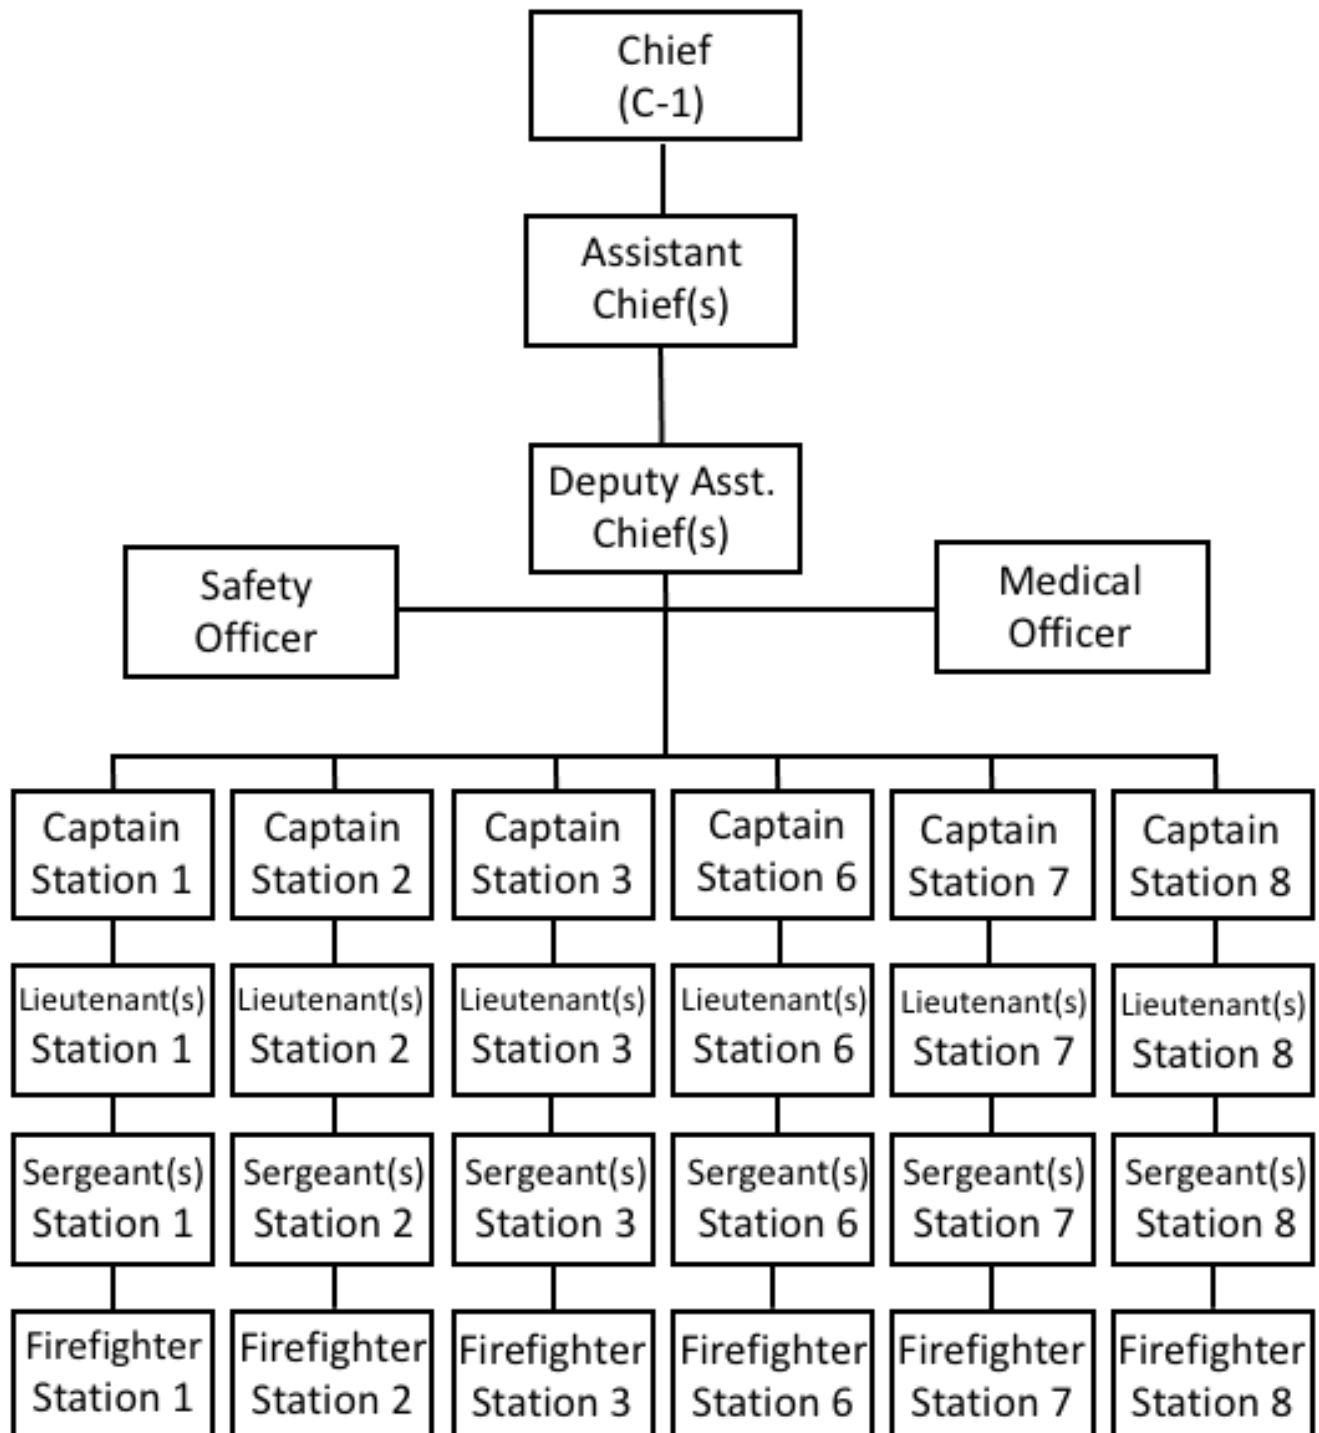 Chief
(C-1)
Assistant
Chief(s)
Deputy Asst.
Chief(s)
Safety
Officer
Medical
Officer
Captain
Station 1
Captain
Station 2
Captain
Station 3
Captain
Station 6
Captain
Station 7
Captain
Station 8
Lieutenant(s)
Station 1
Lieutenant(s)
Station 2
Lieutenant(s)
Station 3
Lieutenant(s)
Station 6
Lieutenant(s)
Station 7
Lieutenant(s)
Station 8
Sergeant(s)
Station 1
Sergeant(s)
Station 2
Sergeant(s)
Station 3
Sergeant(s)
Station 6
Sergeant(s)
Station 7
Sergeant(s)
Station 8
Firefighter
Station 1
Firefighter
Station 2
Firefighter
Station 3
Firefighter
Station 6
Firefighter
Station 7
Firefighter
Station 8